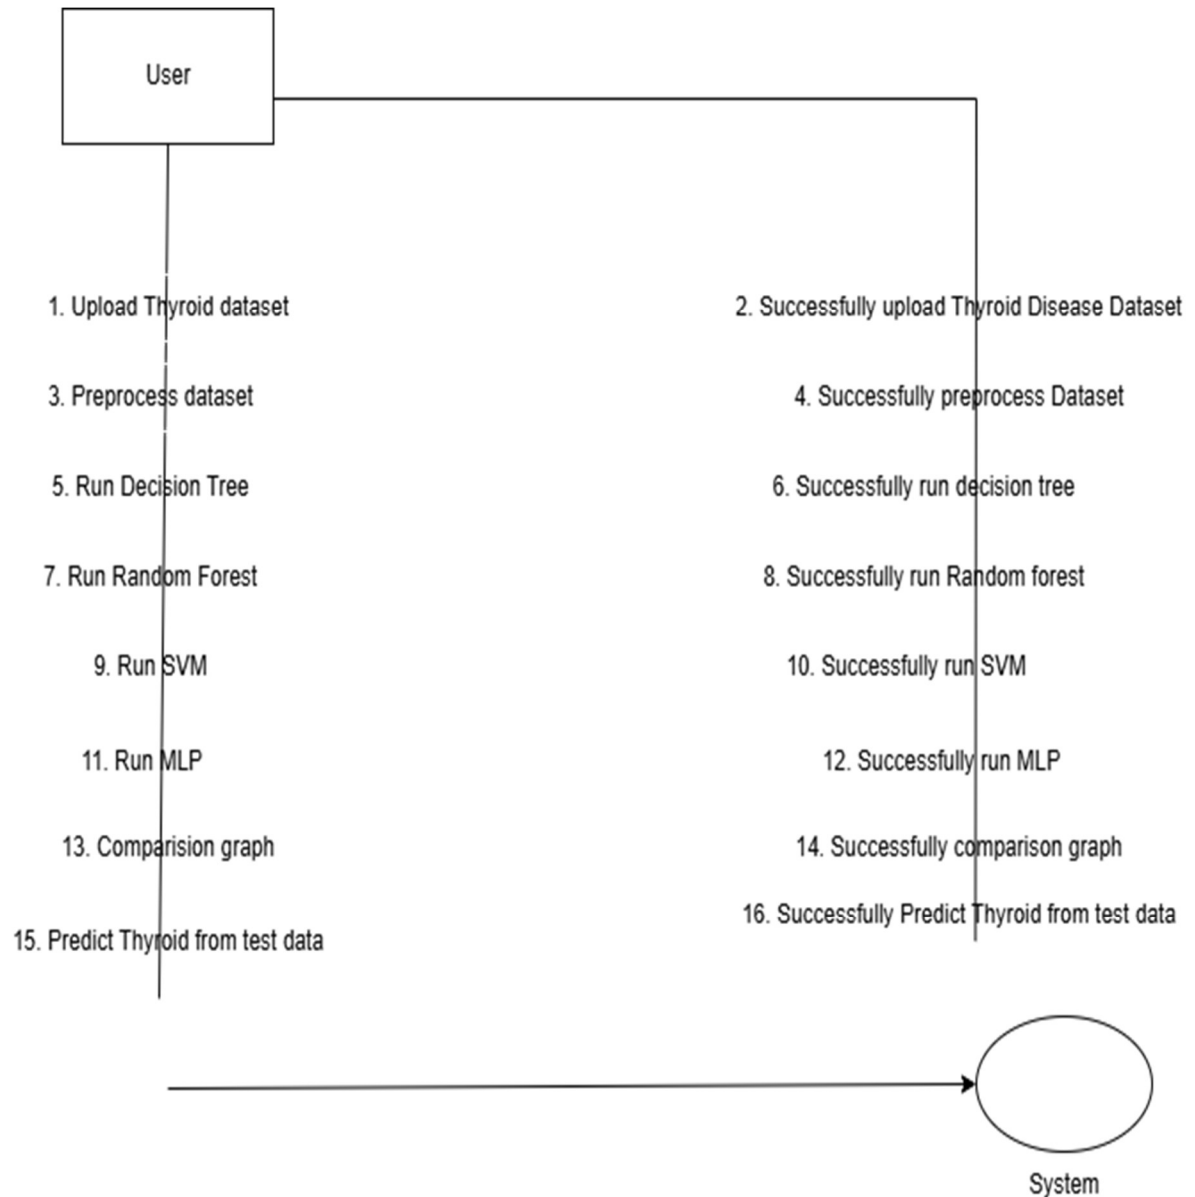 User
1. Upload Thyroid dataset
2. Successfully upload Thyroid Disease Dataset
3. Preprocess dataset
4. Successfully preprocess Dataset
5. Run Decision Tree
6. Successfully run decision tree
7. Run Random Forest
8. Successfully run Random forest
9. Run SVM
10. Successfully run SVM
11. Run MLP
12. Successfully run MLP
13. Comparision graph
14. Successfully comparison graph
15. Predict Thyroid from test data
16. Successfully Predict Thyroid from test data
System